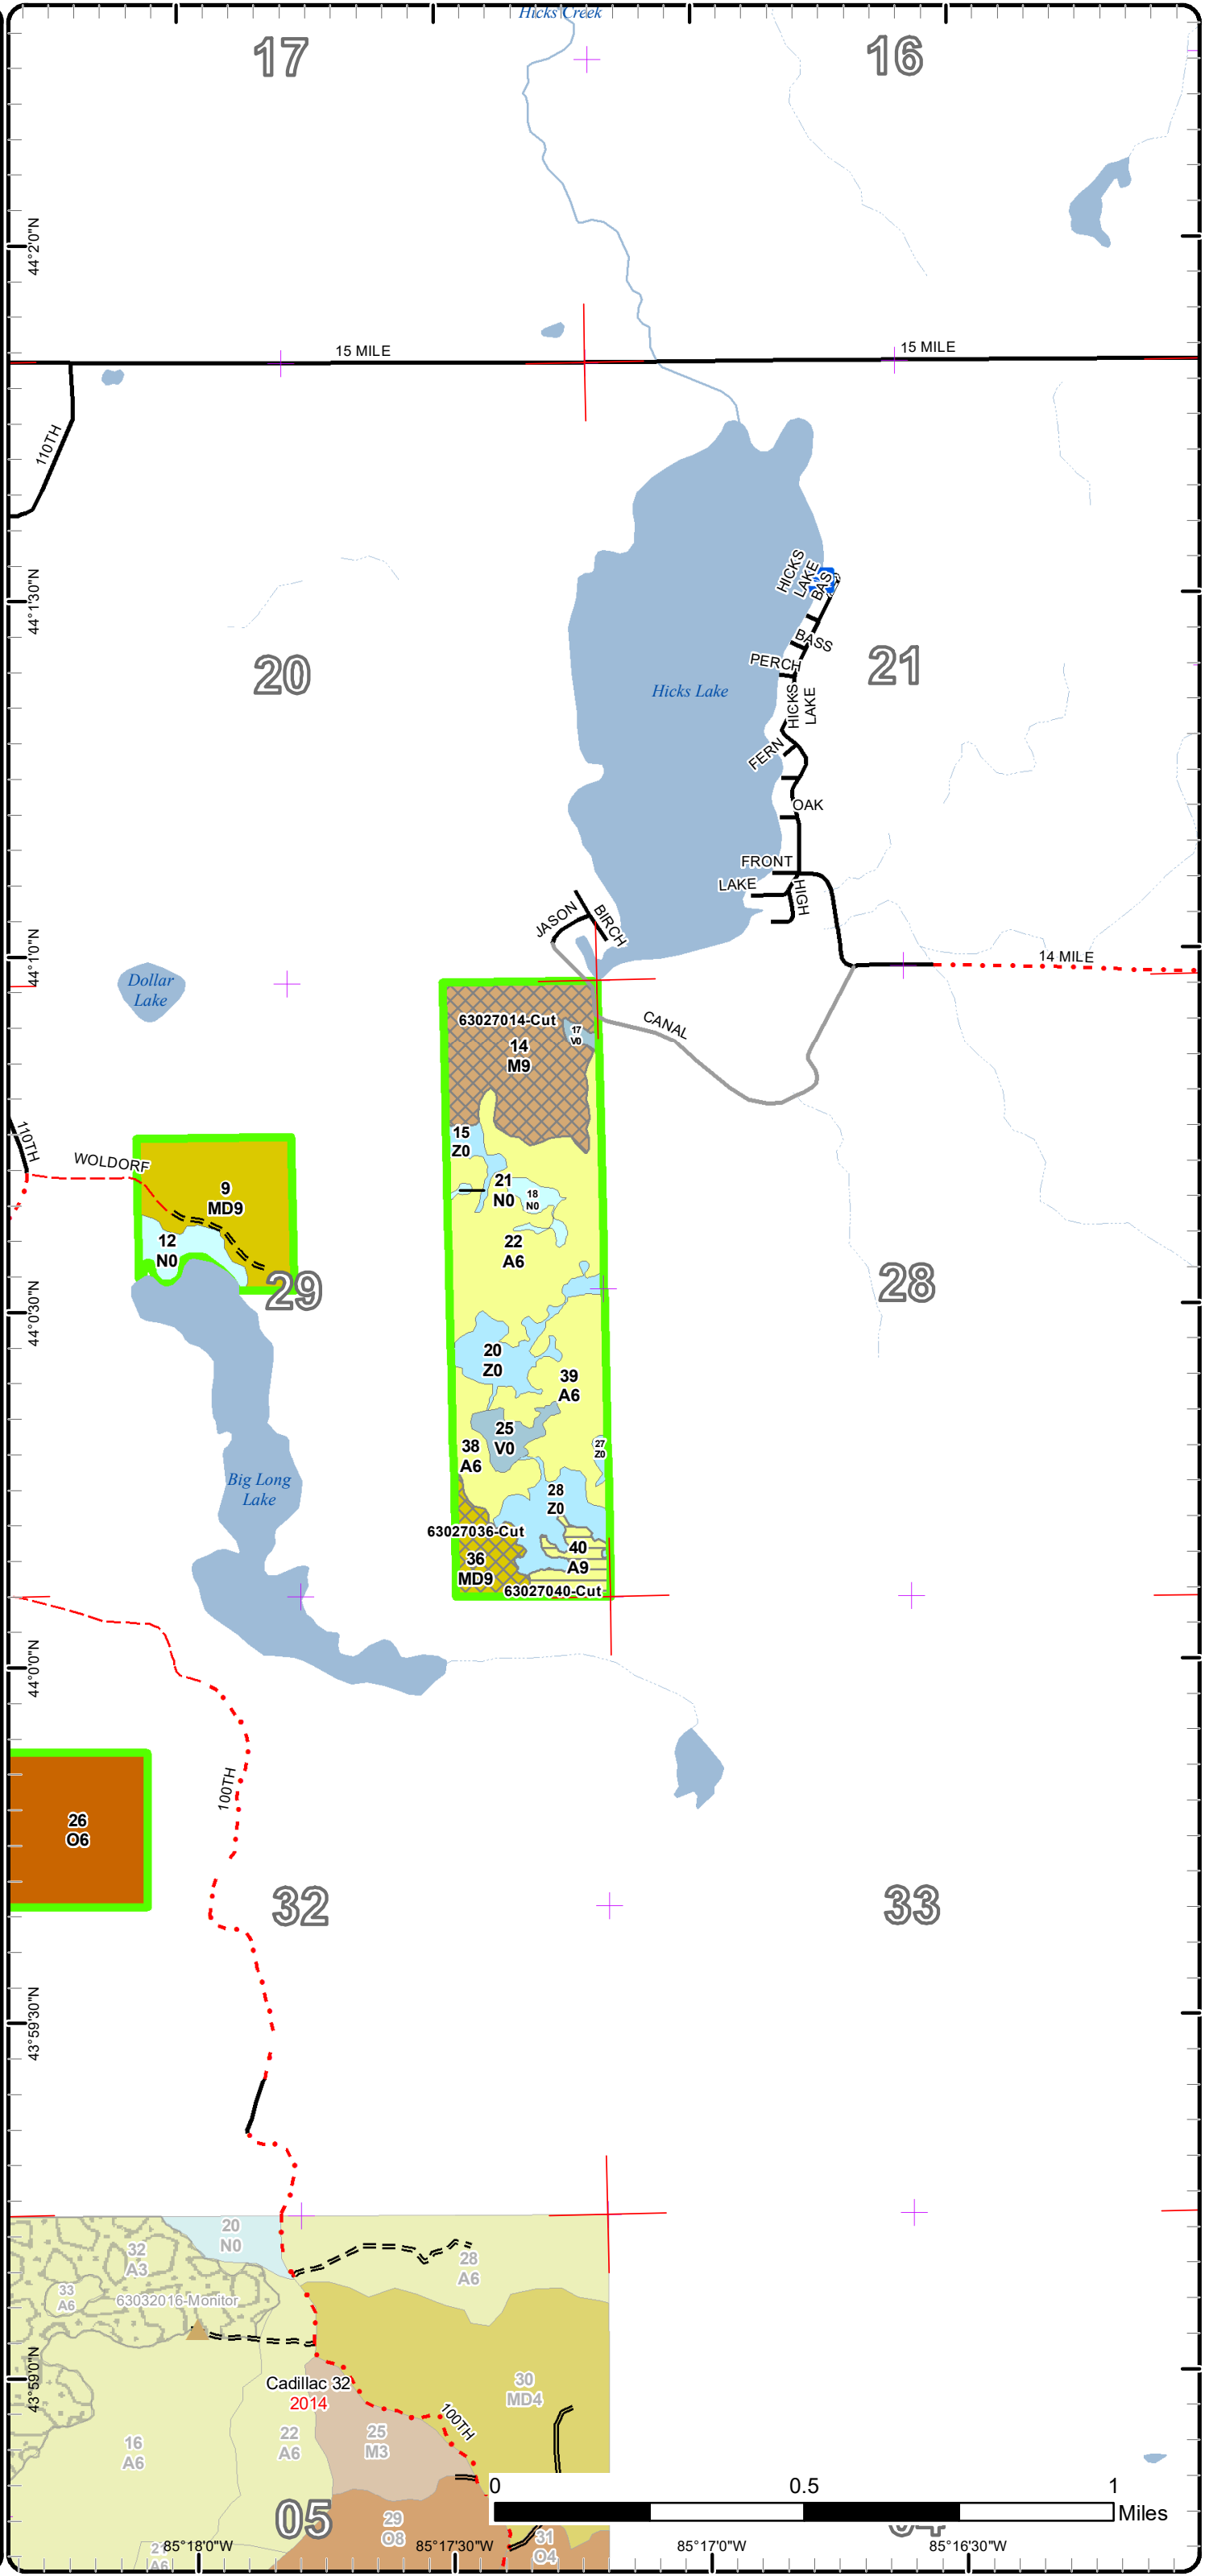 Hicks Creek
17
16
44°2'0"N
15 MILE
15 MILE
110TH
44°1'30"N
HICKS
LAKE
BAS
BASS
PERCH
20
21
Hicks Lake
HICKS
LAKE
FERN
OAK
FRONT
LAKE
HIGH
JASON
BIRCH
44°1'0"N
14 MILE
Dollar
Lake
63027014-Cut
CANAL
14
M9
17
V0
110TH
WOLDORF
15
Z0
9
MD9
21
N0
18
N0
12
N0
22
A6
29
28
44°0'30"N
20
Z0
39
A6
25
V0
38
A6
27
Z0
Big Long
Lake
28
Z0
63027036-Cut
36
MD9
40
A9
63027040-Cut
44°0'0"N
100TH
26
O6
32
33
43°59'30"N
20
N0
32
A3
28
A6
33
A6
63032016-Monitor
43°59'0"N
Cadillac 32
2014
30
MD4
100TH
16
A6
22
A6
25
M3
0
0.5
1
Miles
05
29
O8
31
O4
85°18'0"W
85°17'30"W
85°17'0"W
85°16'30"W
A6